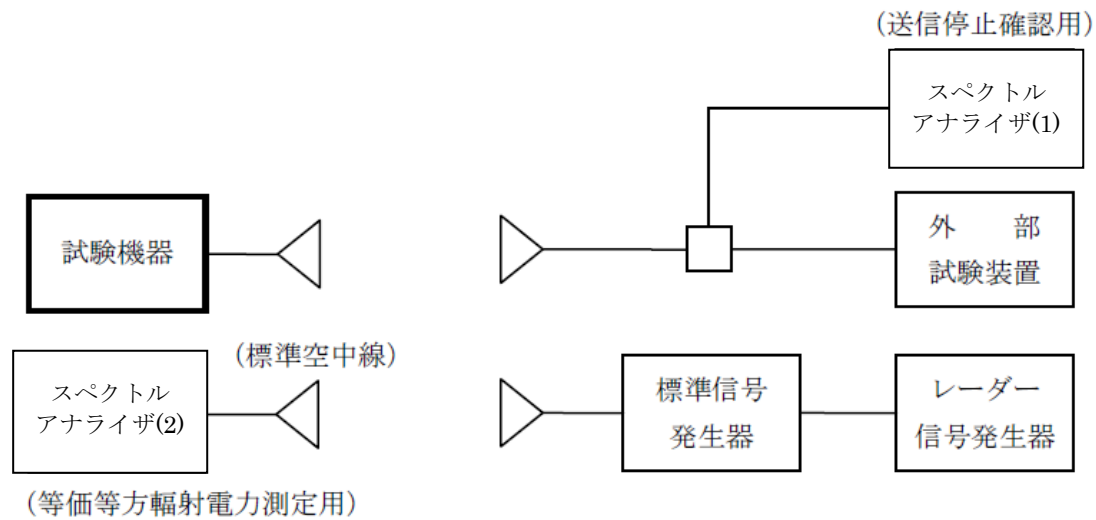 (送信停止確認用)
スペクトル
アナライザ(1)
試験機器
外 部
試験装置
(標準空中線)
スペクトル
アナライザ(2)
標準信号
発生器
レーダー
信号発生器
(等価等方輻射電力測定用)